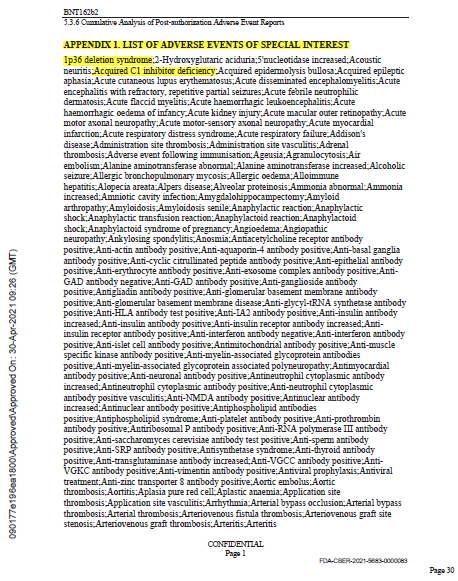 BNT162b2
5.3.6 Cumulative Analysis of Post-authorization Adverse Event Reports
APPENDIX 1. LIST OF ADVERSE EVENTS OF SPECIAL INTEREST
1p36 deletion syndrome;2-Hydroxyglutaric aciduria;5'nucleotidase increased;Acoustic
neuritis;Acquired C1 inhibitor deficiency;Acquired epidermolysis bullosa;Acquired epileptic
aphasia;Acute cutaneous lupus erythematosus;Acute disseminated encephalomyelitis;Acute
encephalitis with refractory, repetitive partial seizures;Acute febrile neutrophilic
dermatosis;Acute flaccid myelitis;Acute haemorrhagic leukoencephalitis;Acute
haemorrhagic oedema of infancy;Acute kidney injury;Acute macular outer retinopathy;Acute
motor axonal neuropathy;Acute motor-sensory axonal neuropathy;Acute myocardial
infarction;Acute respiratory distress syndrome;Acute respiratory failure;Addison's
disease;Administration site thrombosis;Administration site vasculitis;Adrenal
thrombosis;Adverse event following immunisation;Ageusia;Agranulocytosis;Air
embolism;Alanine aminotransferase abnormal;Alanine aminotransferase increased;Alcoholic
seizure;Allergic bronchopulmonary mycosis;Allergic oedema;Alloimmune
hepatitis;Alopecia areata;Alpers disease;Alveolar proteinosis;Ammonia abnormal;Ammonia
increased;Amniotic cavity infection;Amygdalohippocampectomy;Amyloid
arthropathy;Amyloidosis;Amyloidosis senile;Anaphylactic reaction;Anaphylactic
shock;Anaphylactic transfusion reaction;Anaphylactoid reaction;Anaphylactoid
shock;Anaphylactoid syndrome of pregnancy;Angioedema;Angiopathic
neuropathy;Ankylosing spondylitis;Anosmia;Antiacetylcholine receptor antibody
positive;Anti-actin antibody positive;Anti-aquaporin-4 antibody positive;Anti-basal ganglia
antibody positive;Anti-cyclic citrullinated peptide antibody positive;Anti-epithelial antibody
positive;Anti-erythrocyte antibody positive;Anti-exosome complex antibody positive;Anti-
GAD antibody negative;Anti-GAD antibody positive;Anti-ganglioside antibody
positive;Antigliadin antibody positive;Anti-glomerular basement membrane antibody
positive;Anti-glomerular basement membrane disease;Anti-glycyl-tRNA synthetase antibody
positive;Anti-HLA antibody test positive;Anti-IA2 antibody positive;Anti-insulin antibody
increased;Anti-insulin antibody positive;Anti-insulin receptor antibody increased;Anti-
insulin receptor antibody positive;Anti-interferon antibody negative;Anti-interferon antibody
positive;Anti-islet cell antibody positive;Antimitochondrial antibody positive;Anti-muscle
specific kinase antibody positive;Anti-myelin-associated glycoprotein antibodies
positive;Anti-myelin-associated glycoprotein associated polyneuropathy;Antimyocardial
antibody positive;Anti-neuronal antibody positive;Antineutrophil cytoplasmic antibody
increased;Antineutrophil cytoplasmic antibody positive;Anti-neutrophil cytoplasmic
antibody positive vasculitis;Anti-NMDA antibody positive;Antinuclear antibody
increased;Antinuclear antibody positive;Antiphospholipid antibodies
positive;Antiphospholipid syndrome;Anti-platelet antibody positive;Anti-prothrombin
antibody positive;Antiribosomal P antibody positive;Anti-RNA polymerase III antibody
positive;Anti-saccharomyces cerevisiae antibody test positive;Anti-sperm antibody
positive;Anti-SRP antibody positive;Antisynthetase syndrome;Anti-thyroid antibody
positive;Anti-transglutaminase antibody increased;Anti-VGCC antibody positive;Anti-
VGKC antibody positive;Anti-vimentin antibody positive;Antiviral prophylaxis;Antiviral
treatment;Anti-zinc transporter 8 antibody positive;Aortic embolus;Aortic
thrombosis;Aortitis;Aplasia pure red cell;Aplastic anaemia;Application site
thrombosis;Application site vasculitis;Arrhythmia;Arterial bypass occlusion;Arterial bypass
thrombosis;Arterial thrombosis;Arteriovenous fistula thrombosis;Arteriovenous graft site
stenosis;Arteriovenous graft thrombosis;Arteritis;Arteritis
090177e196ea1800\Approved\Approved On: 30-Apr-2021 09:26 (GMT)
CONFIDENTIAL
Page 1
FDA-CBER-2021-5683-0000083
Page 30